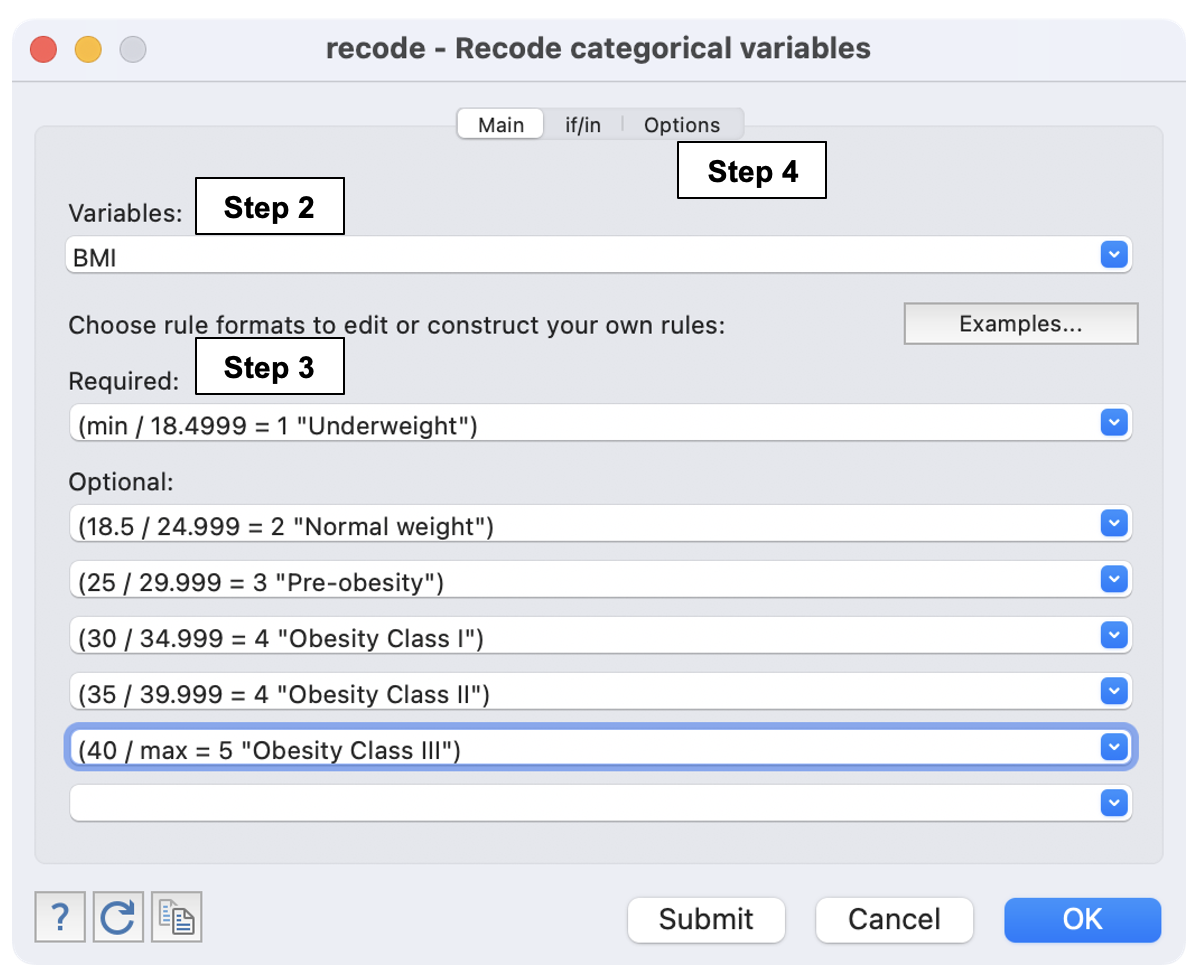 recode - Recode categorical variables
Main if/in Options
Step 4
Variables: Step 2
BMI
Choose rule formats to edit or construct your own rules: Examples...
Required: Step 3
(min / 18.4999 = 1 "Underweight")
Optional:
(18.5 / 24.999 = 2 "Normal weight")
(25 / 29.999 = 3 "Pre-obesity")
(30 / 34.999 = 4 "Obesity Class I")
(35 / 39.999 = 4 "Obesity Class II")
(40 / max = 5 "Obesity Class III")
? Submit Cancel OK